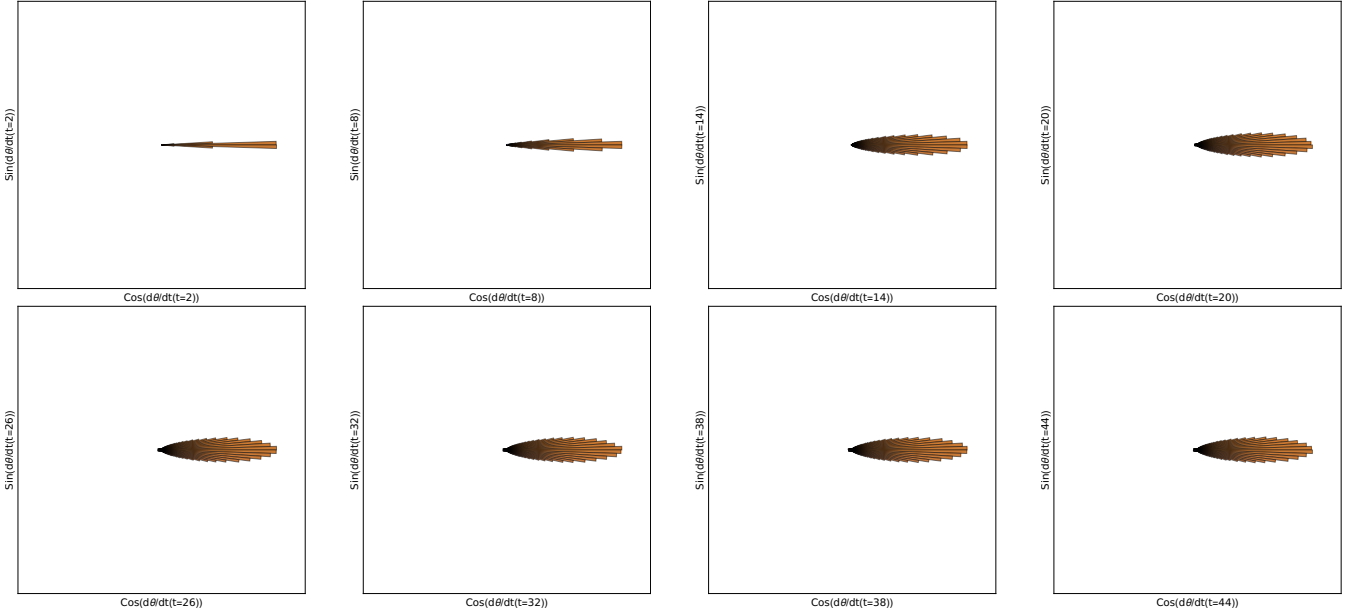 Sin(dθ/dt(t=2))
Cos(dθ/dt(t=2))
Sin(dθ/dt(t=8))
Cos(dθ/dt(t=8))
Sin(dθ/dt(t=14))
Cos(dθ/dt(t=14))
Sin(dθ/dt(t=20))
Cos(dθ/dt(t=20))
Sin(dθ/dt(t=26))
Cos(dθ/dt(t=26))
Sin(dθ/dt(t=32))
Cos(dθ/dt(t=32))
Sin(dθ/dt(t=38))
Cos(dθ/dt(t=38))
Sin(dθ/dt(t=44))
Cos(dθ/dt(t=44))